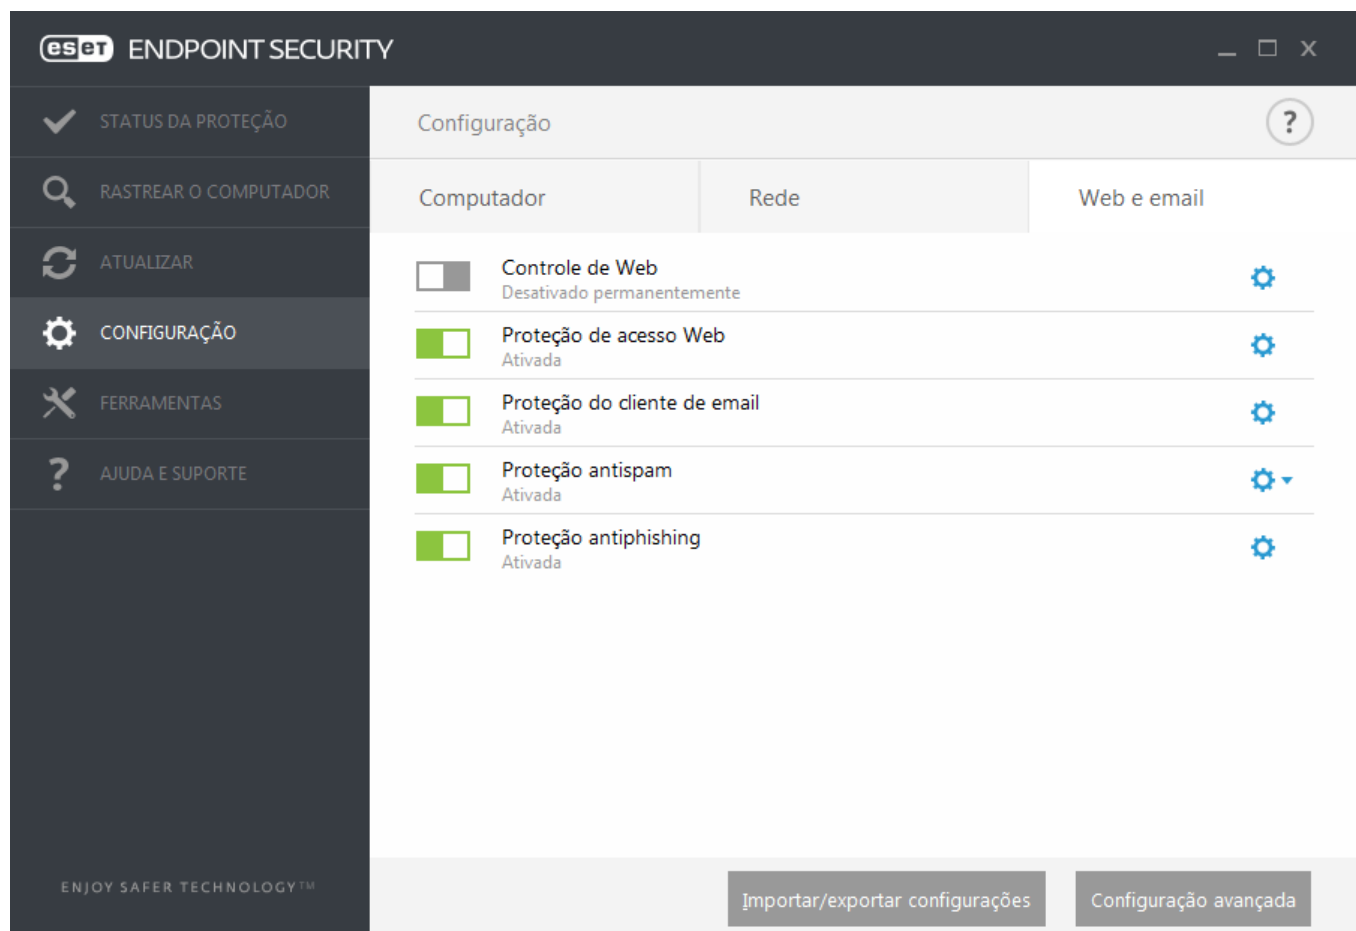 eset ENDPOINT SECURITY
STATUS DA PROTEÇÃO
RASTREAR O COMPUTADOR
ATUALIZAR
CONFIGURAÇÃO
FERRAMENTAS
? AJUDA E SUPORTE
ENJOY SAFER TECHNOLOGY™
Configuração
?
Computador
Rede
Web e email
Controle de Web
Desativado permanentemente
Proteção de acesso Web
Ativada
Proteção do cliente de email
Ativada
Proteção antispam
Ativada
Proteção antiphishing
Ativada
Importar/exportar configurações
Configuração avançada